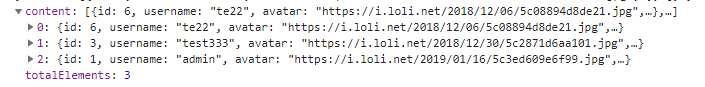 ▼ content: [{id: 6, username: "te22", avatar: "https://i.loli.net/2018/12/06/5c08894d8de21.jpg",…},…]
▶ 0: {id: 6, username: "te22", avatar: "https://i.loli.net/2018/12/06/5c08894d8de21.jpg",…}
▶ 1: {id: 3, username: "test333", avatar: "https://i.loli.net/2018/12/30/5c2871d6aa101.jpg",…}
▶ 2: {id: 1, username: "admin", avatar: "https://i.loli.net/2019/01/16/5c3ed609e6f99.jpg",…}
totalElements: 3